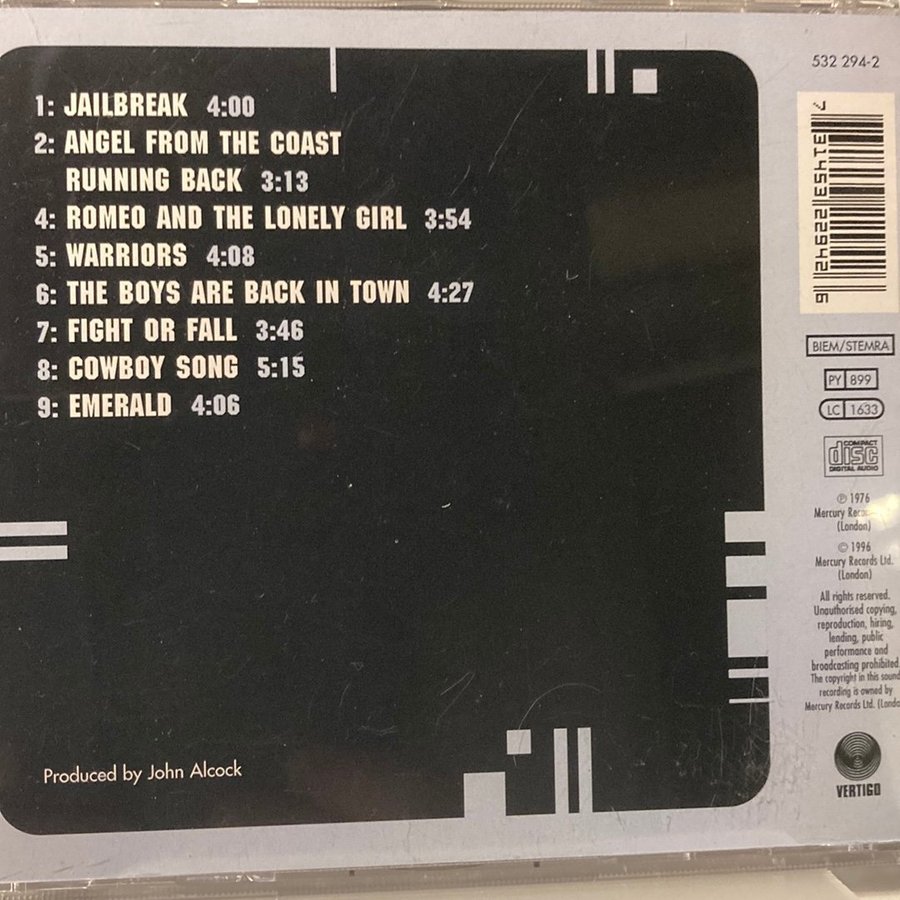 1: JAILBREAK 4:00
2: ANGEL FROM THE COAST
RUNNING BACK 3:13
4: ROMEO AND THE LONELY GIRL 3:54
5: WARRIORS 4:08
6: THE BOYS ARE BACK IN TOWN 4:27
7: FIGHT OR FALL 3:46
8: COWBOY SONG 5:15
9: EMERALD 4:06
Produced by John Alcock
532 294-2
7 31453 22942 6
BIEM/STEMRA
PY 899
LC 1633
COMPACT
disc
DIGITAL AUDIO
℗ 1976
Mercury
(London)
© 1996
Mercury Records Ltd.
(London)
All rights reserved.
Unauthorised copying,
reproduction, hiring,
lending, public
performance and
broadcasting prohibited.
The copyright in this sound
recording is owned by
Mercury Records Ltd.
VERTIGO